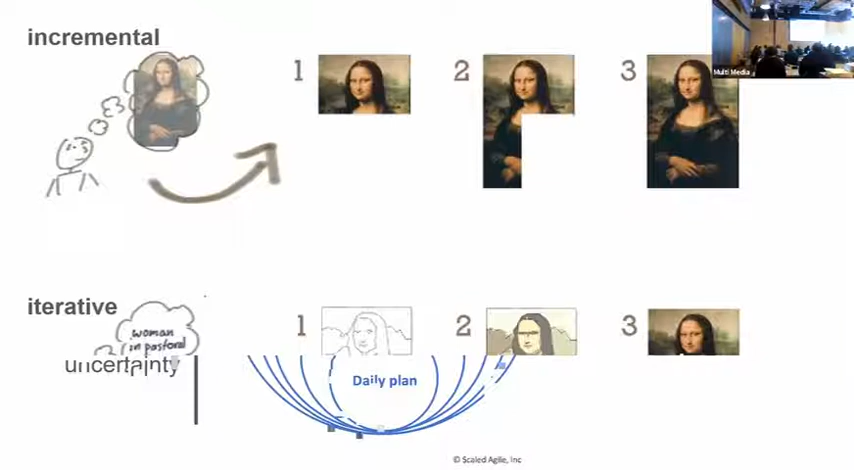 incremental
1
2
3
Multi Media
iterative
woman
in pastoral
1
2
3
uncertainty
Daily plan
© Scaled Agile, Inc